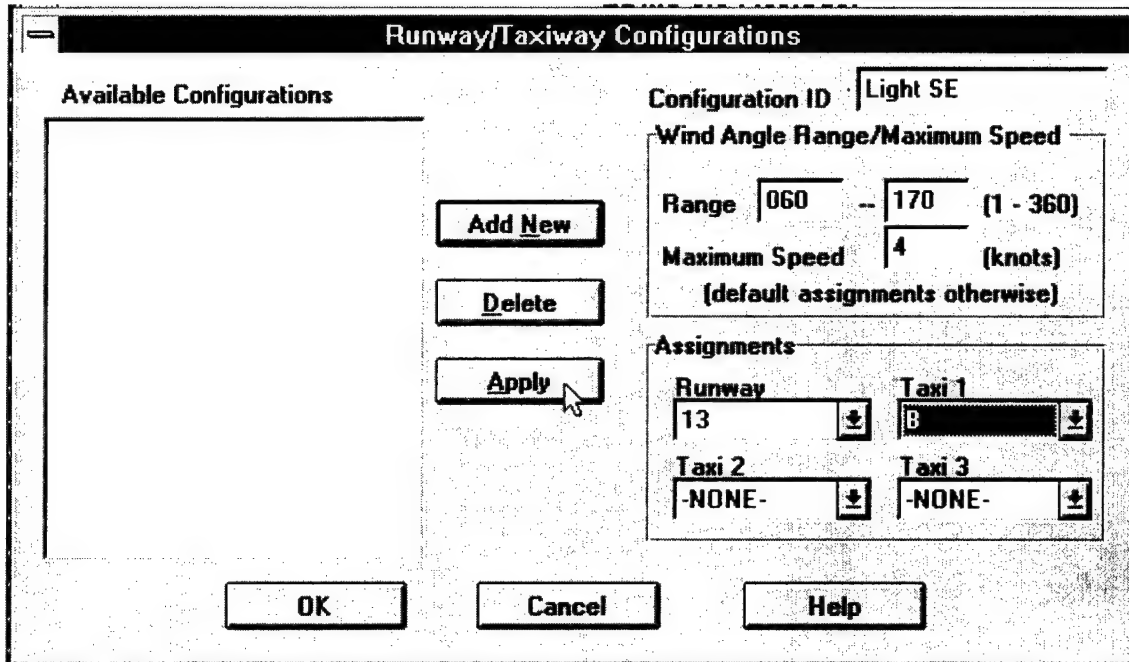 Runway/Taxiway Configurations
Available Configurations
Add New
Delete
Apply
Configuration ID Light SE
Wind Angle Range/Maximum Speed
Range 060 -- 170 (1 - 360)
Maximum Speed 4 (knots)
(default assignments otherwise)
Assignments
Runway Taxi 1
13 B
Taxi 2 Taxi 3
-NONE- -NONE-
OK Cancel Help